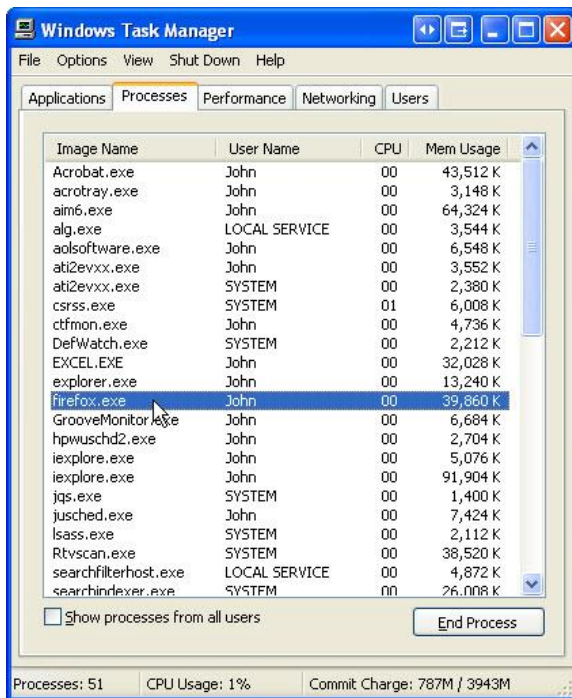 Windows Task Manager
File Options View Shut Down Help
Applications Processes Performance Networking Users
Image Name User Name CPU Mem Usage
Acrobat.exe John 00 43,512 K
acrotray.exe John 00 3,148 K
aim6.exe John 00 64,324 K
alg.exe LOCAL SERVICE 00 3,544 K
aolsoftware.exe John 00 6,548 K
ati2evxx.exe John 00 3,552 K
ati2evxx.exe SYSTEM 00 2,380 K
csrss.exe SYSTEM 01 6,008 K
ctfmon.exe John 00 4,736 K
DefWatch.exe SYSTEM 00 2,212 K
EXCEL.EXE John 00 32,028 K
explorer.exe John 00 13,240 K
firefox.exe John 00 39,860 K
GrooveMonitor.exe John 00 6,684 K
hpwuschd2.exe John 00 2,704 K
iexplore.exe John 00 5,076 K
iexplore.exe John 00 91,904 K
jqs.exe SYSTEM 00 1,400 K
jusched.exe John 00 7,424 K
lsass.exe SYSTEM 00 2,112 K
Rtvscan.exe SYSTEM 00 38,520 K
searchfilterhost.exe LOCAL SERVICE 00 4,872 K
searchindexer.exe SYSTEM 00 26,008 K
Show processes from all users End Process
Processes: 51 CPU Usage: 1% Commit Charge: 787M / 3943M